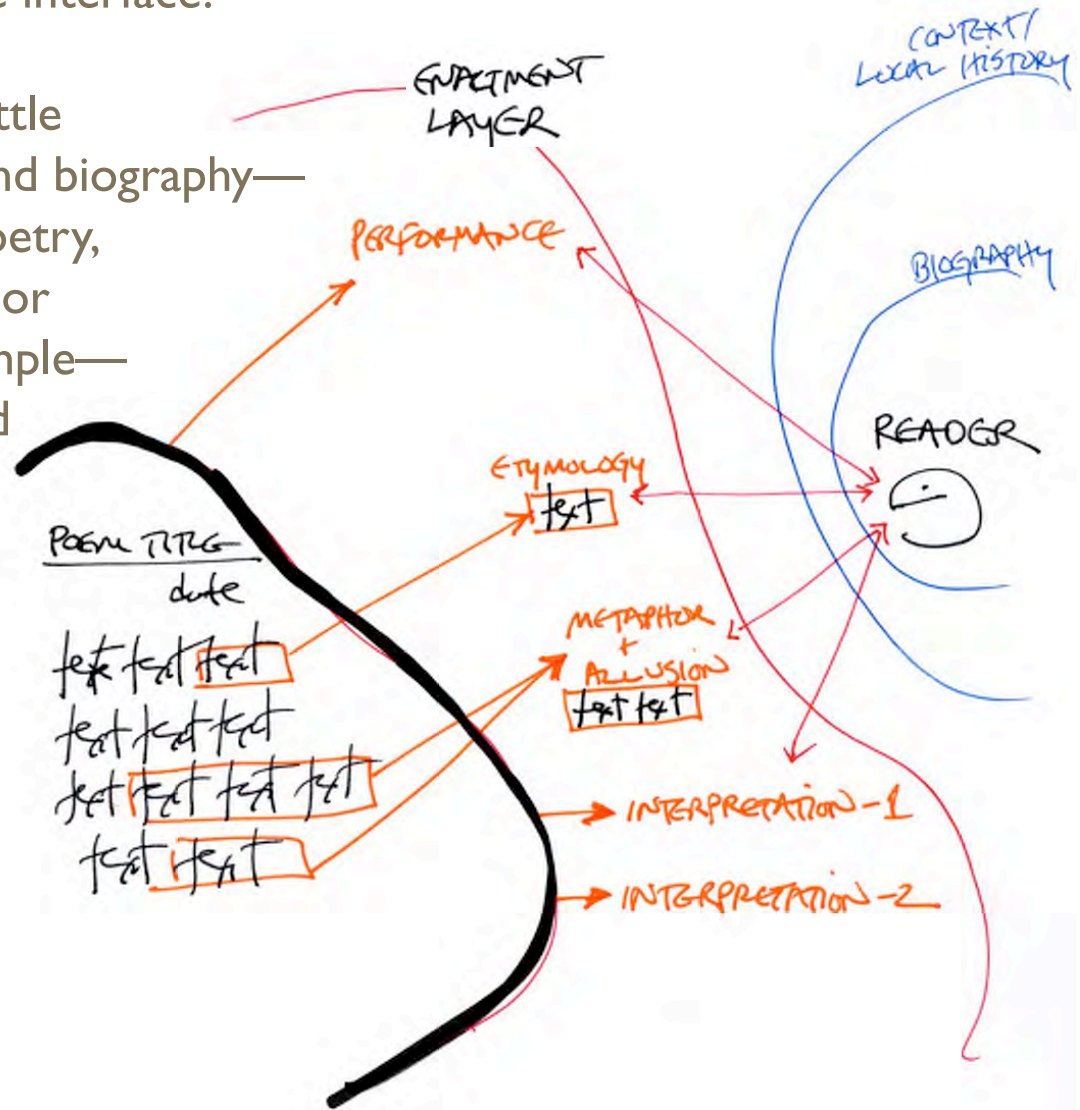 e interface.
ttle
nd biography—
oetry,
or
mple—
d
ENACTMENT
LAYER
CONTEXT/
LOCAL HISTORY
PERFORMANCE
BIOGRAPHY
READER
ETYMOLOGY
text
POEM TITLE
date
text text text
text text text
text text text text
text text
METAPHOR
+
ALLUSION
text text
INTERPRETATION-1
INTERPRETATION-2